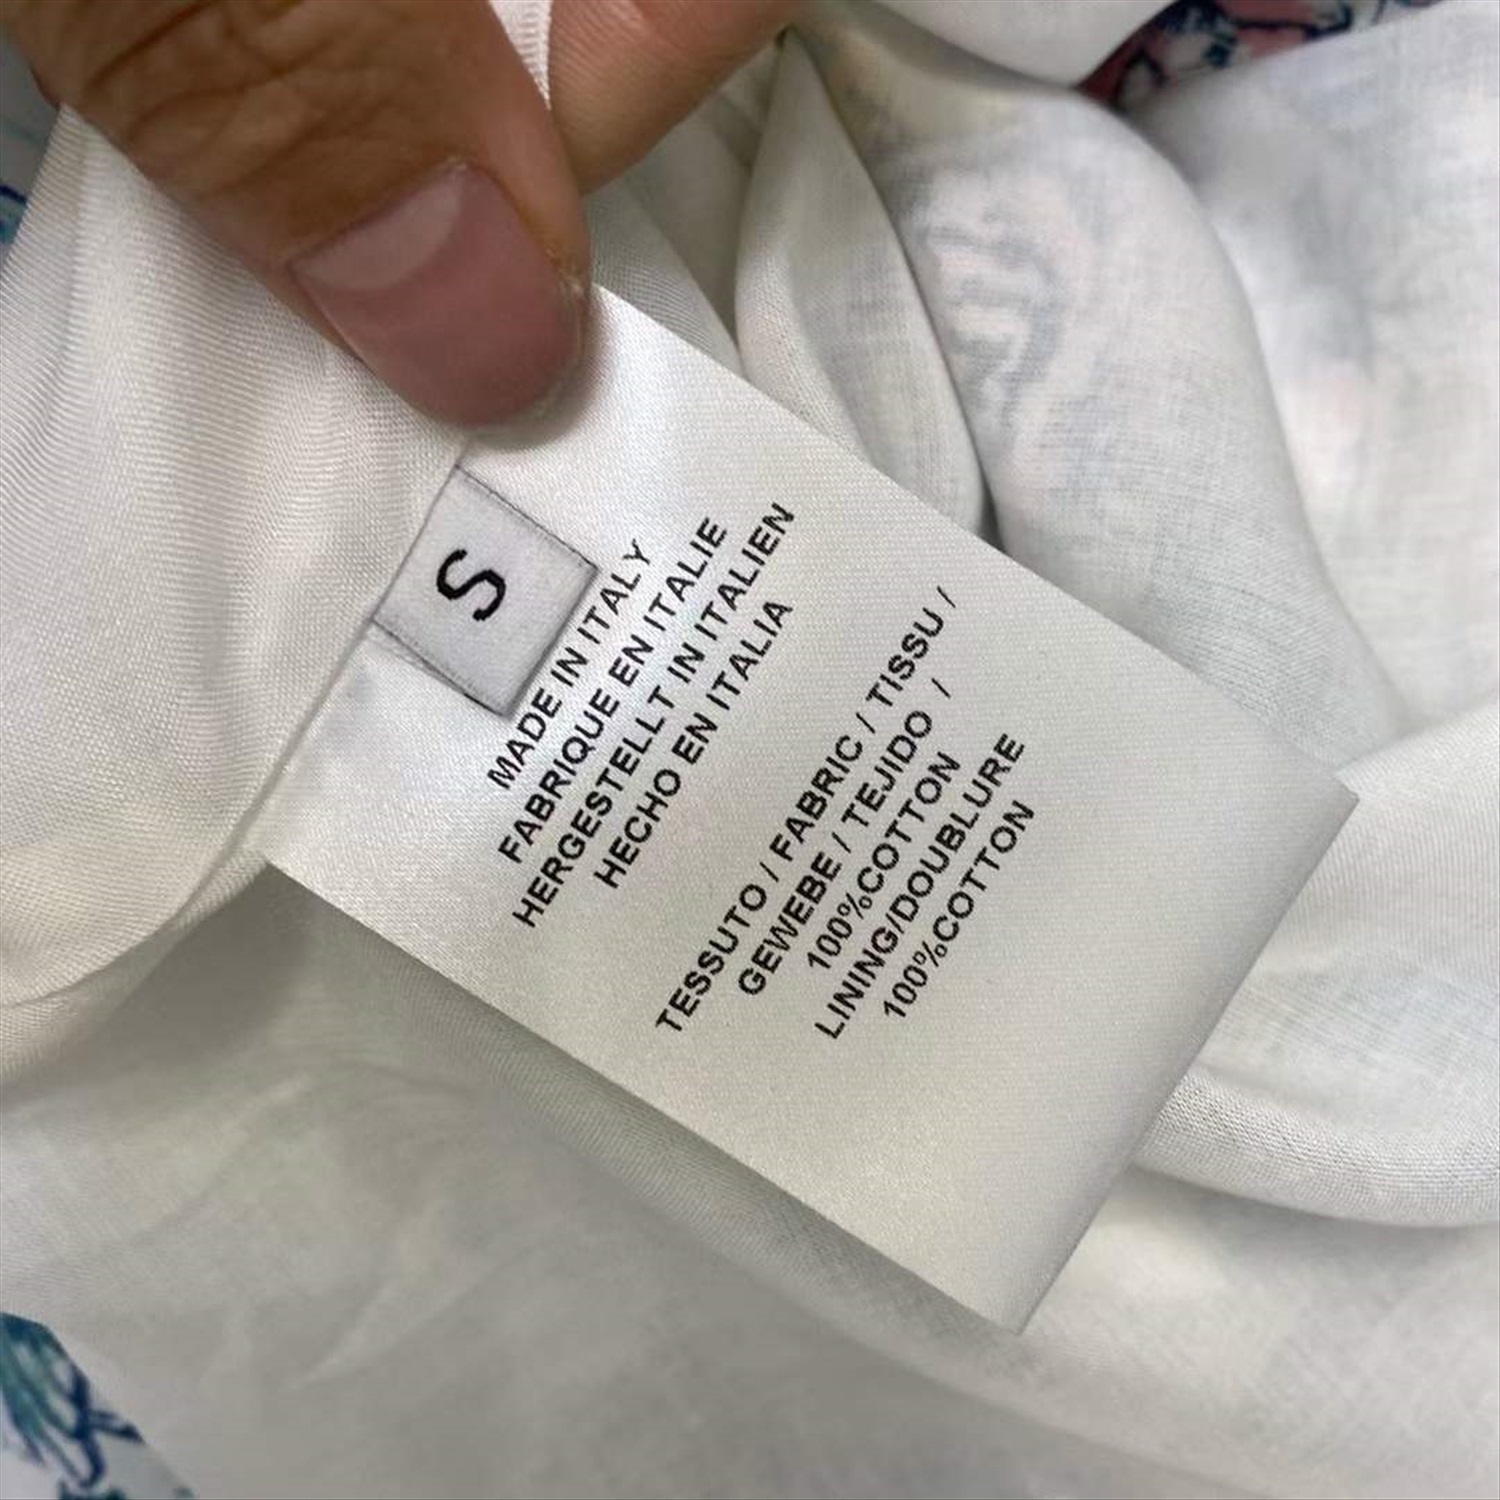 S
MADE IN ITALY
FABRIQUE EN ITALIE
HERGESTELLT IN ITALIEN
HECHO EN ITALIA
TESSUTO / FABRIC / TISSU /
GEWEBE / TEJIDO /
100%COTTON
LINING/DOUBLURE
100%COTTON